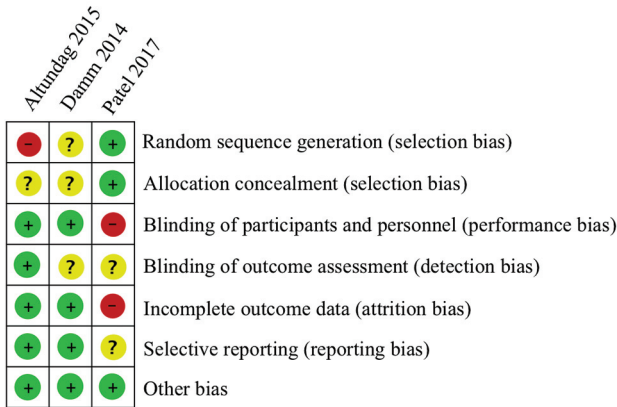 Altundag 2015
Damm 2014
Patel 2017
- ? + Random sequence generation (selection bias)
? ? + Allocation concealment (selection bias)
+ + - Blinding of participants and personnel (performance bias)
+ ? ? Blinding of outcome assessment (detection bias)
+ + - Incomplete outcome data (attrition bias)
+ + ? Selective reporting (reporting bias)
+ + + Other bias